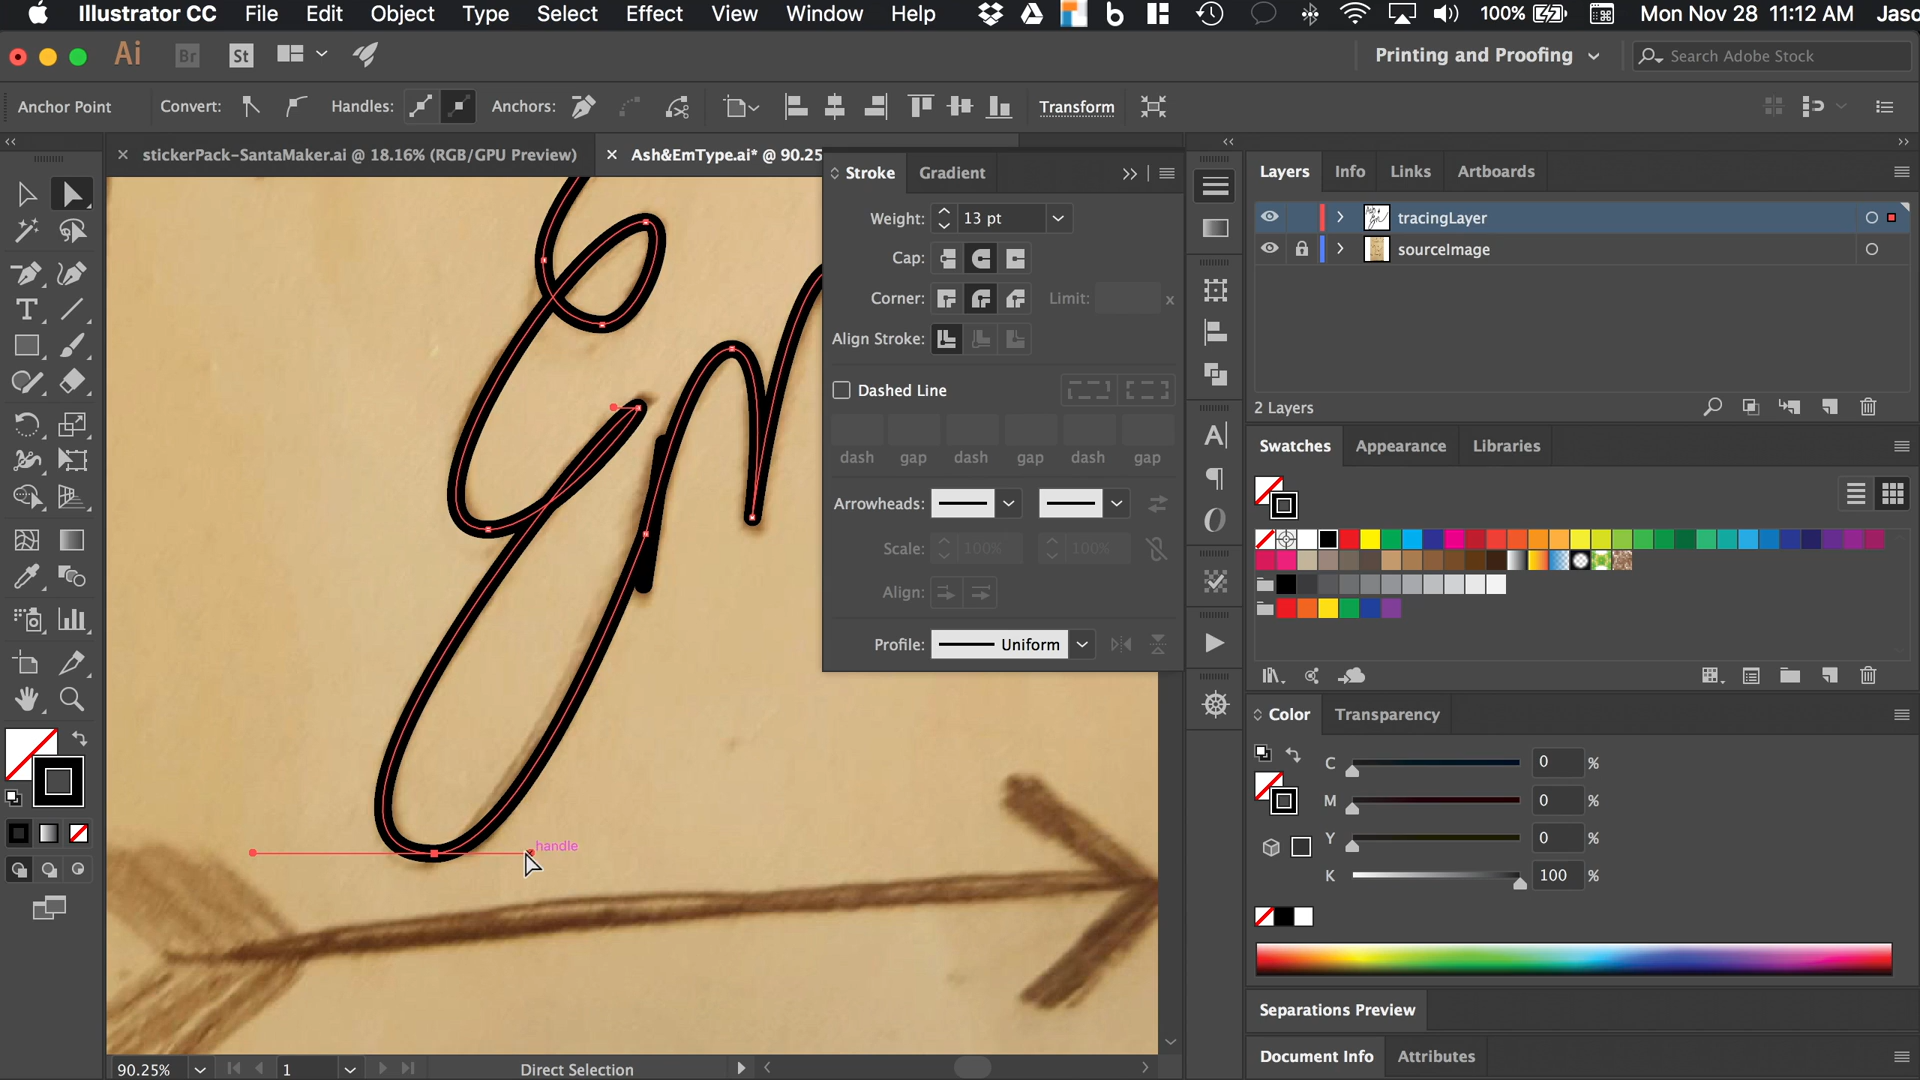 Illustrator CC File Edit Object Type Select Effect View Window Help 100% Mon Nov 28 11:12 AM Jaso
Ai Br St Printing and Proofing Search Adobe Stock
Anchor Point Convert: Handles: Anchors: Transform
stickerPack-SantaMaker.ai @ 18.16% (RGB/GPU Preview) Ash&EmType.ai* @ 90.25
Stroke Gradient
Weight: 13 pt
Cap:
Corner: Limit: x
Align Stroke:
Dashed Line
dash gap dash gap dash gap
Arrowheads:
Scale: 100% 100%
Align:
Profile: Uniform
Layers Info Links Artboards
tracingLayer
sourceImage
2 Layers
Swatches Appearance Libraries
Color Transparency
C 0 %
M 0 %
Y 0 %
K 100 %
Separations Preview
Document Info Attributes
handle
90.25% 1 Direct Selection